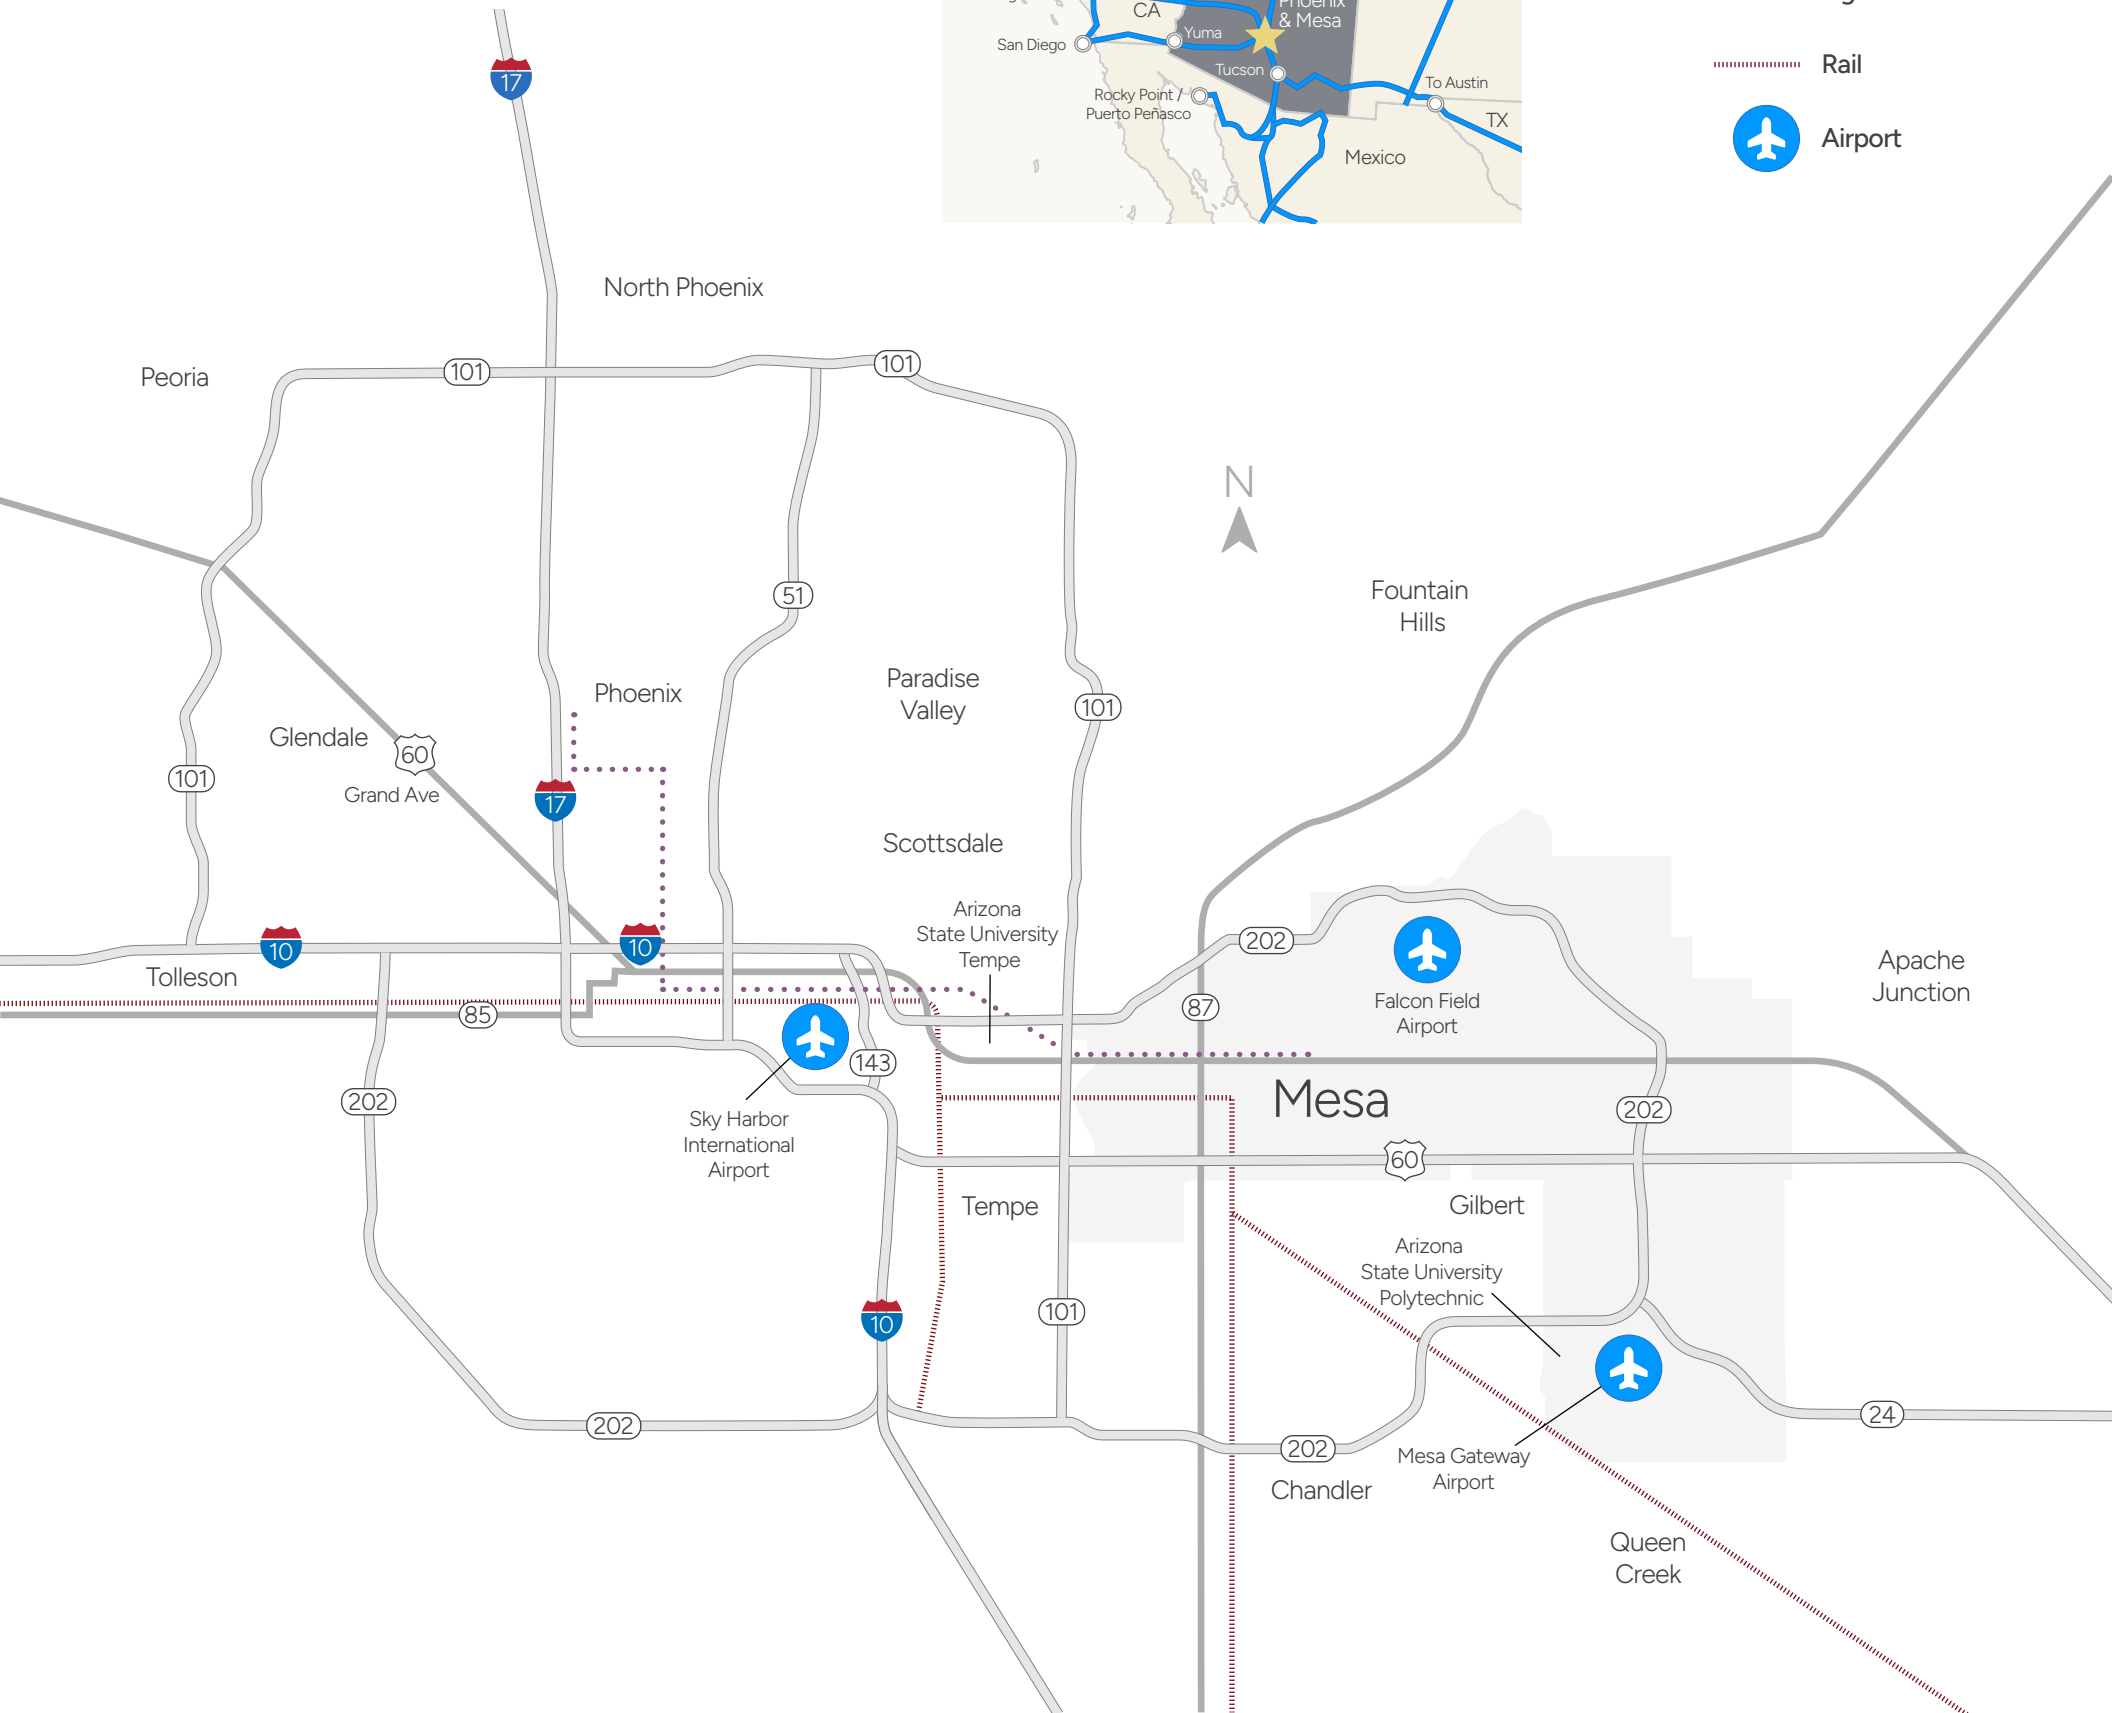 CA
Phoenix
& Mesa
San Diego
Yuma
Tucson
To Austin
Rocky Point /
Puerto Peñasco
TX
Mexico
Rail
Airport
17
North Phoenix
Peoria
101
101
N
51
Fountain
Hills
Paradise
Valley
Phoenix
101
Glendale
60
101
Grand Ave
17
Scottsdale
Arizona
State University
Tempe
202
10
10
Tolleson
Apache
Junction
Falcon Field
Airport
85
87
143
202
Mesa
202
Sky Harbor
International
Airport
60
Tempe
Gilbert
Arizona
State University
Polytechnic
10
101
202
24
202
Mesa Gateway
Airport
Chandler
Queen
Creek